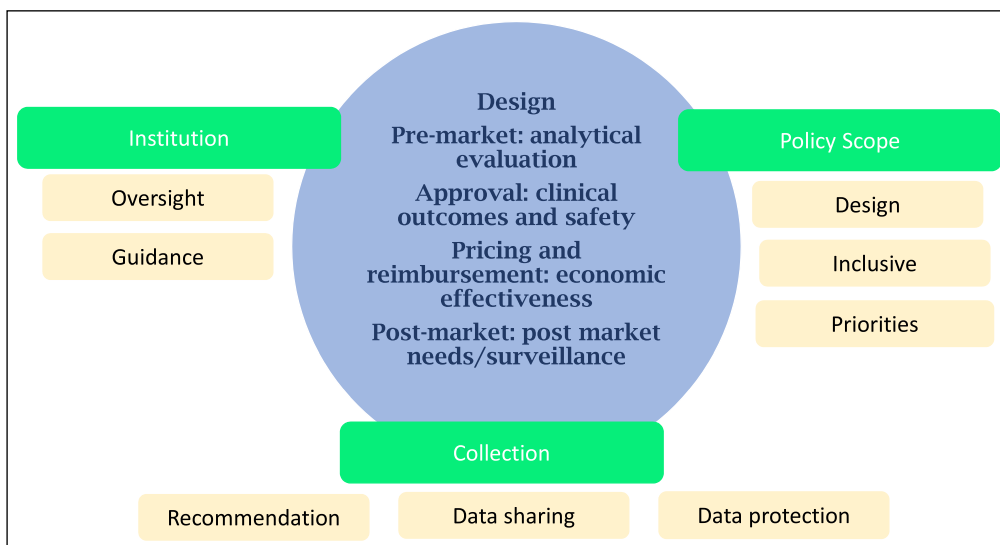 Design
Pre-market: analytical
evaluation
Approval: clinical
outcomes and safety
Pricing and
reimbursement: economic
effectiveness
Post-market: post market
needs/surveillance
Institution
Oversight
Guidance
Policy Scope
Design
Inclusive
Priorities
Collection
Recommendation
Data sharing
Data protection